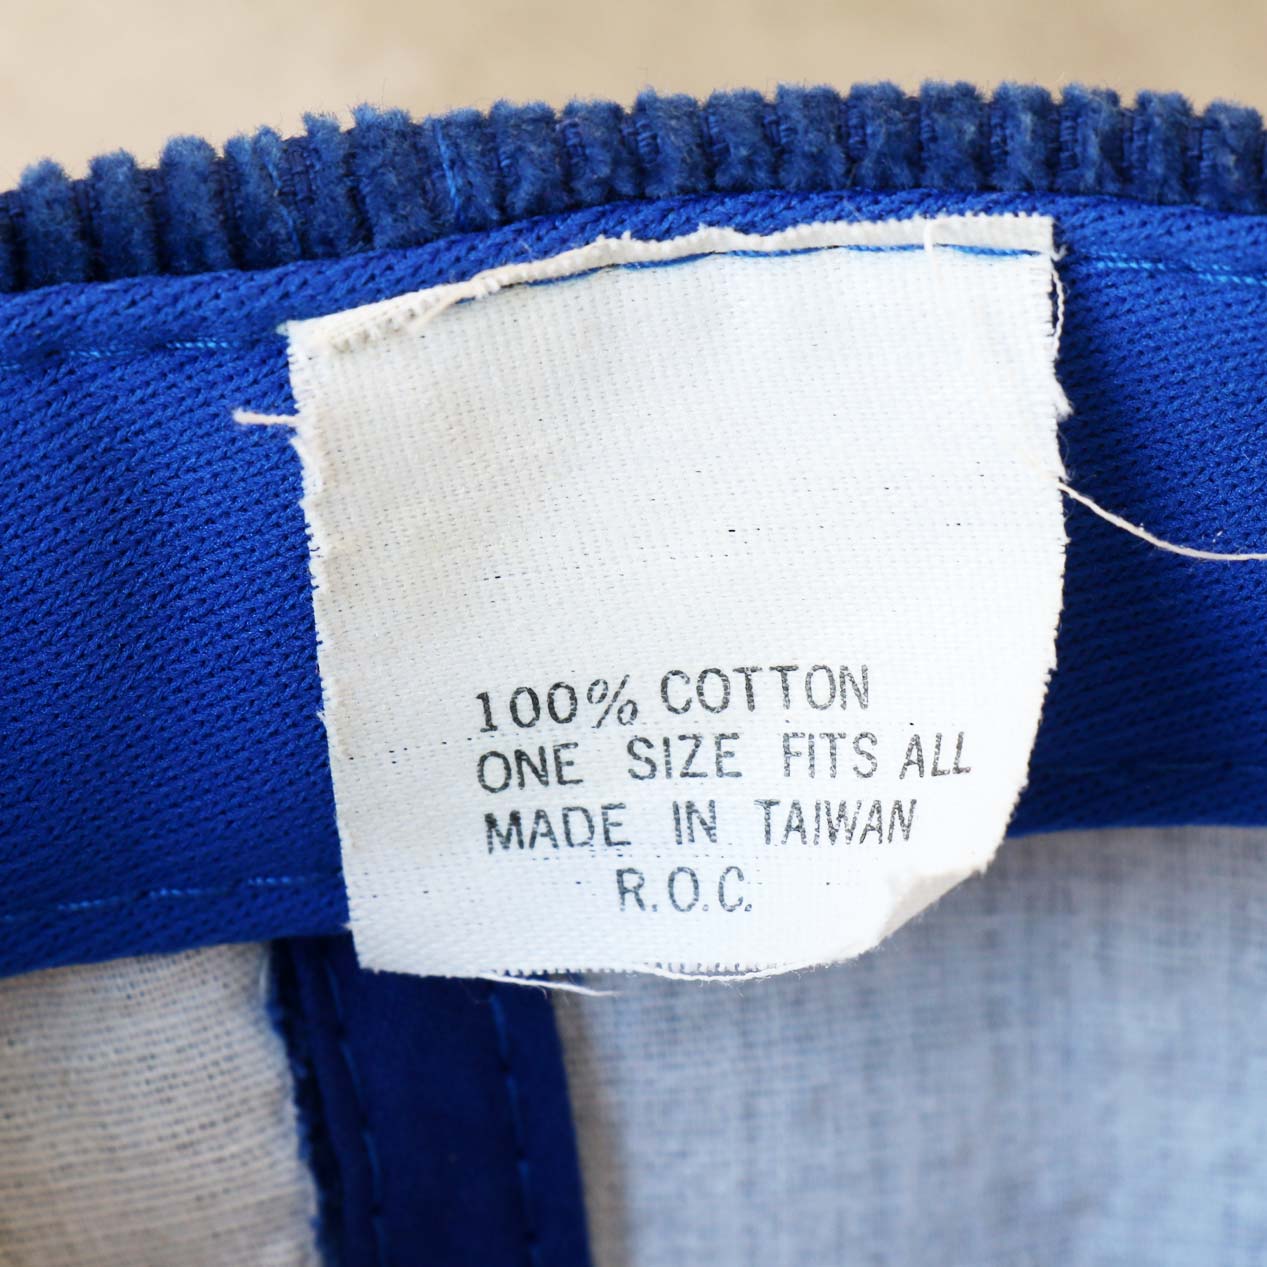 100% COTTON
ONE SIZE FITS ALL
MADE IN TAIWAN
R.O.C.